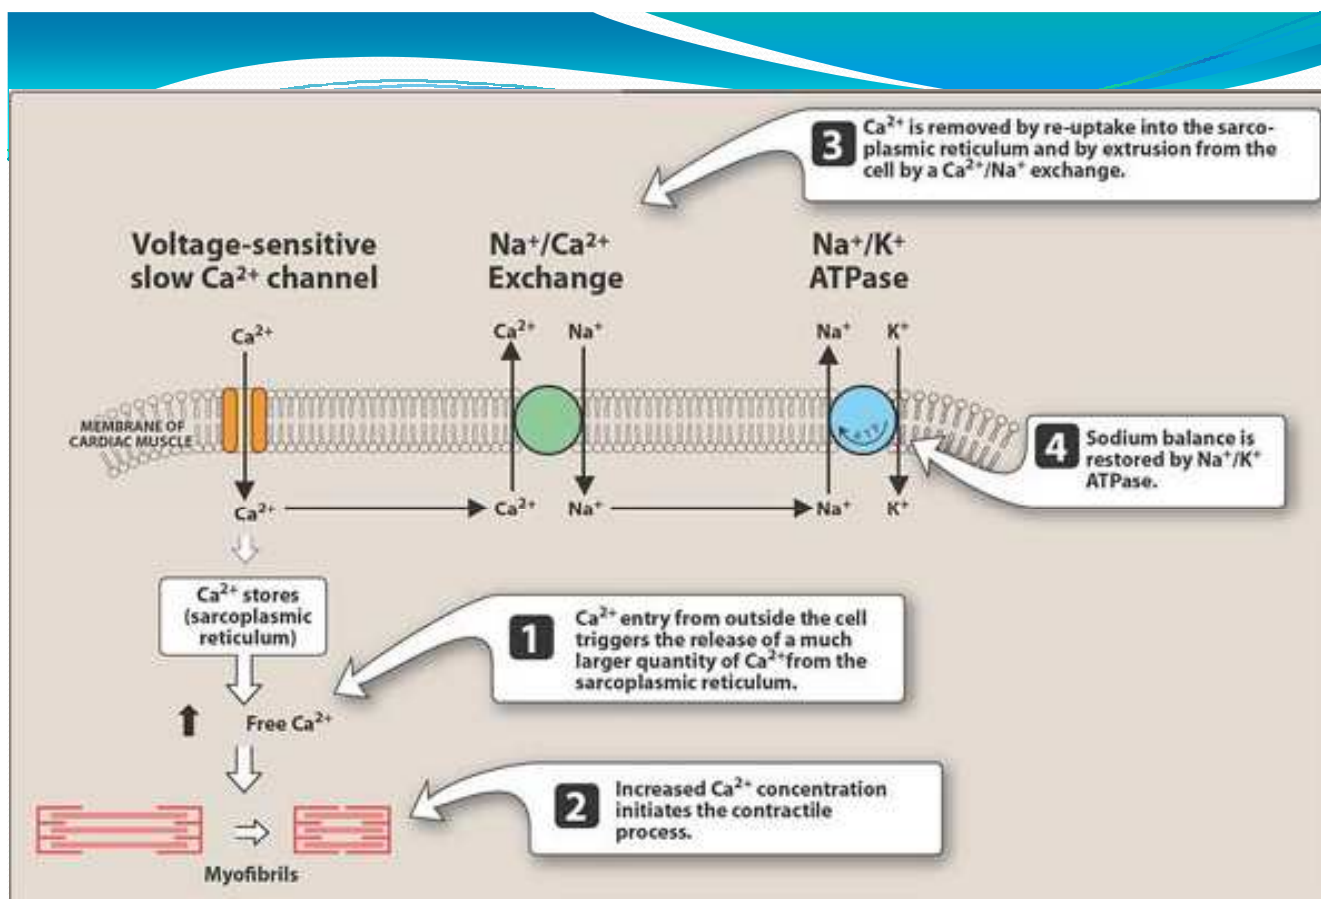 3 Ca²⁺ is removed by re-uptake into the sarco-
plasmic reticulum and by extrusion from the
cell by a Ca²⁺/Na⁺ exchange.
Voltage-sensitive
slow Ca²⁺ channel
Na⁺/Ca²⁺
Exchange
Na⁺/K⁺
ATPase
Ca²⁺
Ca²⁺ Na⁺
Na⁺ K⁺
MEMBRANE OF
CARDIAC MUSCLE
ATP
4 Sodium balance is
restored by Na⁺/K⁺
ATPase.
Ca²⁺
Ca²⁺ Na⁺
Na⁺ K⁺
Ca²⁺ stores
(sarcoplasmic
reticulum)
1 Ca²⁺ entry from outside the cell
triggers the release of a much
larger quantity of Ca²⁺from the
sarcoplasmic reticulum.
Free Ca²⁺
2 Increased Ca²⁺ concentration
initiates the contractile
process.
Myofibrils